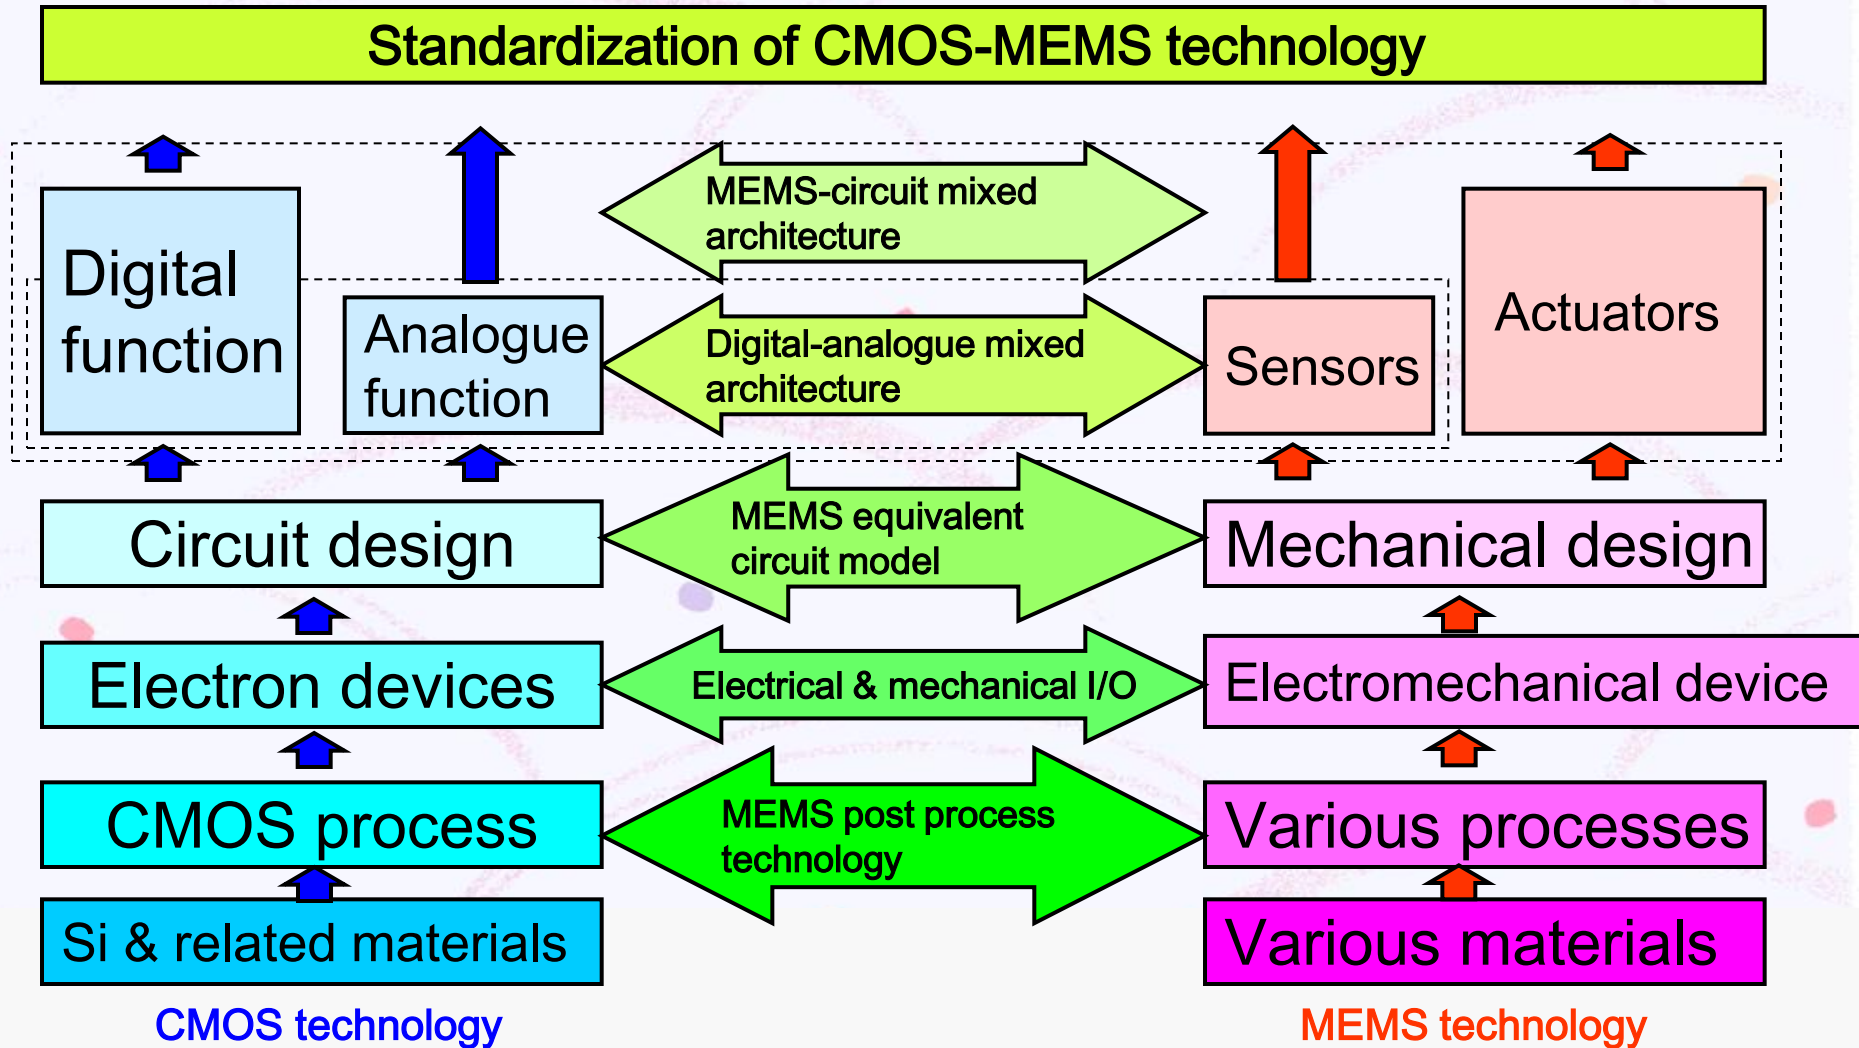 Standardization of CMOS-MEMS technology
MEMS-circuit mixed
architecture
Digital
function
Analogue
function
Digital-analogue mixed
architecture
Sensors
Actuators
Circuit design
MEMS equivalent
circuit model
Mechanical design
Electron devices
Electrical & mechanical I/O
Electromechanical device
CMOS process
MEMS post process
technology
Various processes
Si & related materials
Various materials
CMOS technology
MEMS technology